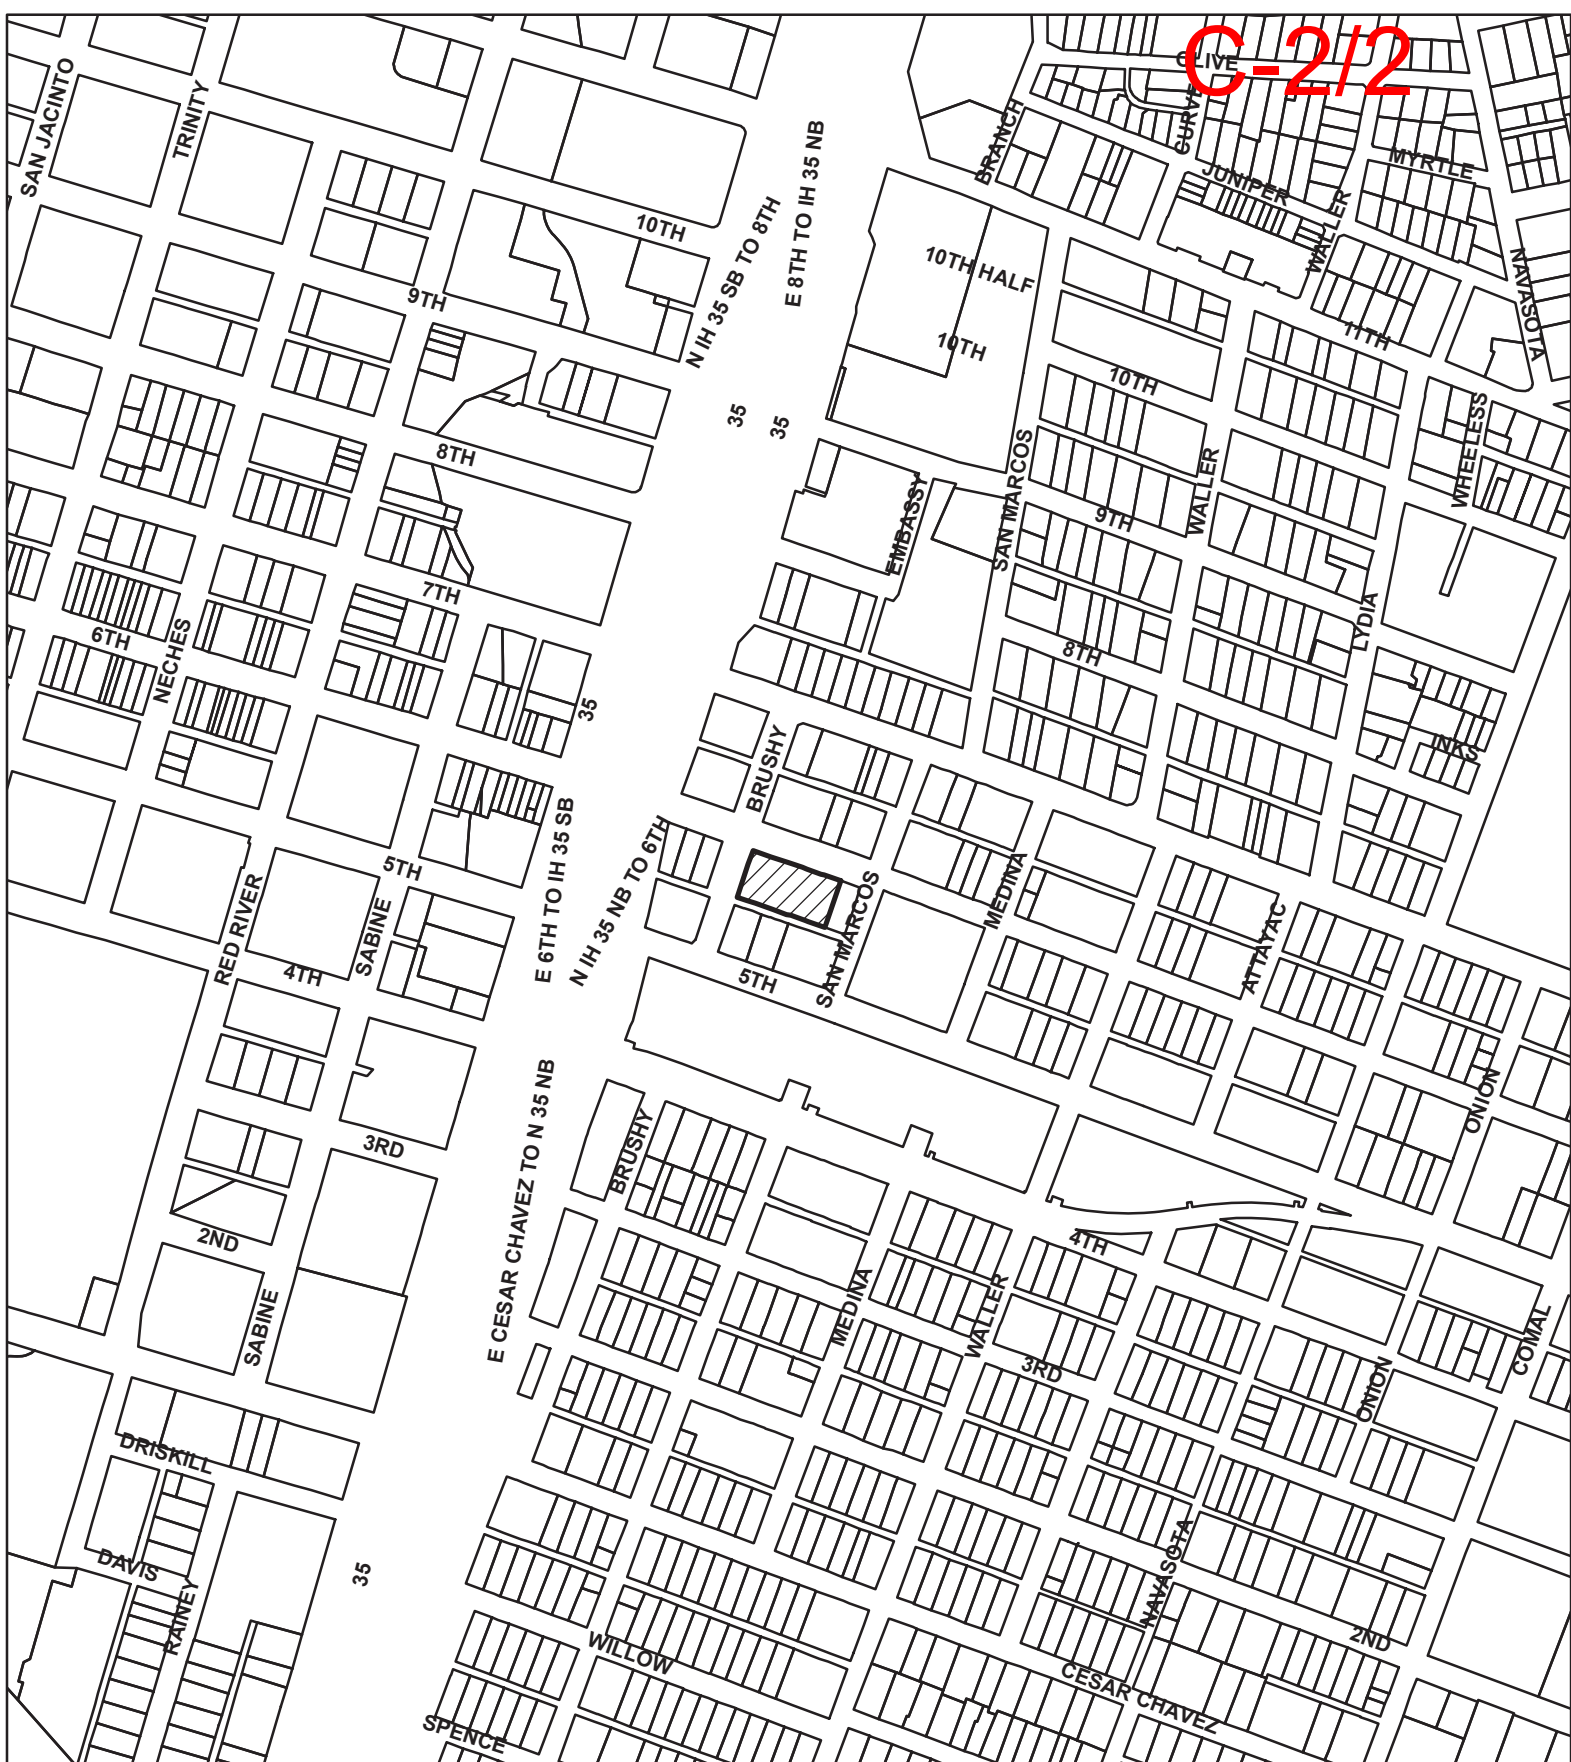 C-2/2
OLIVE
SAN JACINTO
TRINITY
BRANCH
CURVE
MYRTLE
JUNIPER
WALLER
NAVASOTA
10TH
N IH 35 SB TO 8TH
E 8TH TO IH 35 NB
10TH HALF
9TH
10TH
11TH
10TH
35
35
WHEELESS
8TH
SAN MARCOS
WALLER
EMBASSY
9TH
7TH
LYDIA
6TH
NECHES
8TH
35
INKS
BRUSHY
E 6TH TO IH 35 SB
N IH 35 NB TO 6TH
5TH
RED RIVER
SABINE
SAN MARCOS
MEDINA
ATTAYAC
4TH
5TH
ONION
E CESAR CHAVEZ TO N 35 NB
BRUSHY
3RD
2ND
4TH
SABINE
MEDINA
WALLER
3RD
ONION
COMAL
DRISKILL
DAVIS
RAINEY
35
NAVASOTA
WILLOW
2ND
CESAR CHAVEZ
SPENCE